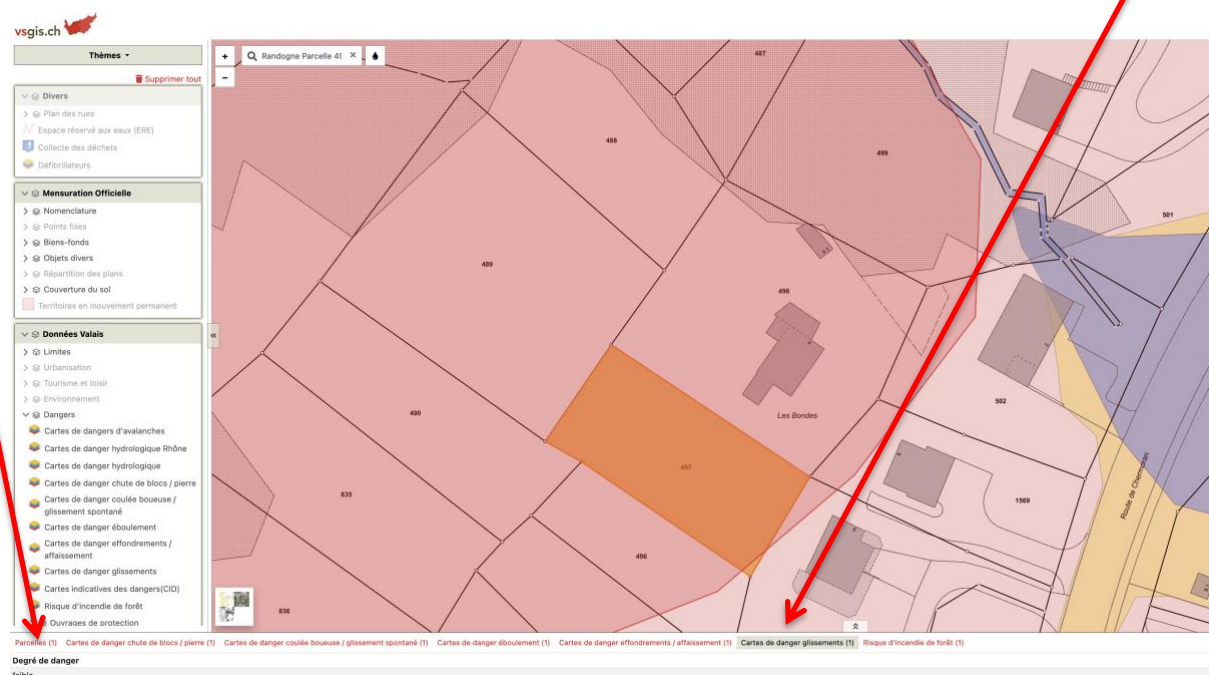 vsgis.ch
Thèmes
Supprimer tout
Divers
Plan des rues
Espace réservé aux eaux (ERE)
Collecte des déchets
Défibrillateurs
Mensuration Officielle
Nomenclature
Points fixes
Biens-fonds
Objets divers
Répartition des plans
Couverture du sol
Territoires en mouvement permanent
Données Valais
Limites
Urbanisation
Tourisme et loisir
Environnement
Dangers
Cartes de dangers d'avalanches
Cartes de danger hydrologique Rhône
Cartes de danger hydrologique
Cartes de danger chute de blocs / pierre
Cartes de danger coulée boueuse /
glissement spontané
Cartes de danger éboulement
Cartes de danger effondrements /
affaissement
Cartes de danger glissements
Cartes indicatives des dangers(CID)
Risque d'incendie de forêt
Ouvrages de protection
+
Randogne Parcelle 49 ×
−
«
487
488
499
501
489
498
502
490
Les Bondes
497
835
1569
Route de Chermoran
496
836
Parcelles (1) Cartes de danger chute de blocs / pierre (1) Cartes de danger coulée boueuse / glissement spontané (1) Cartes de danger éboulement (1) Cartes de danger effondrements / affaissement (1) Cartes de danger glissements (1) Risque d'incendie de forêt (1)
Degré de danger
faible